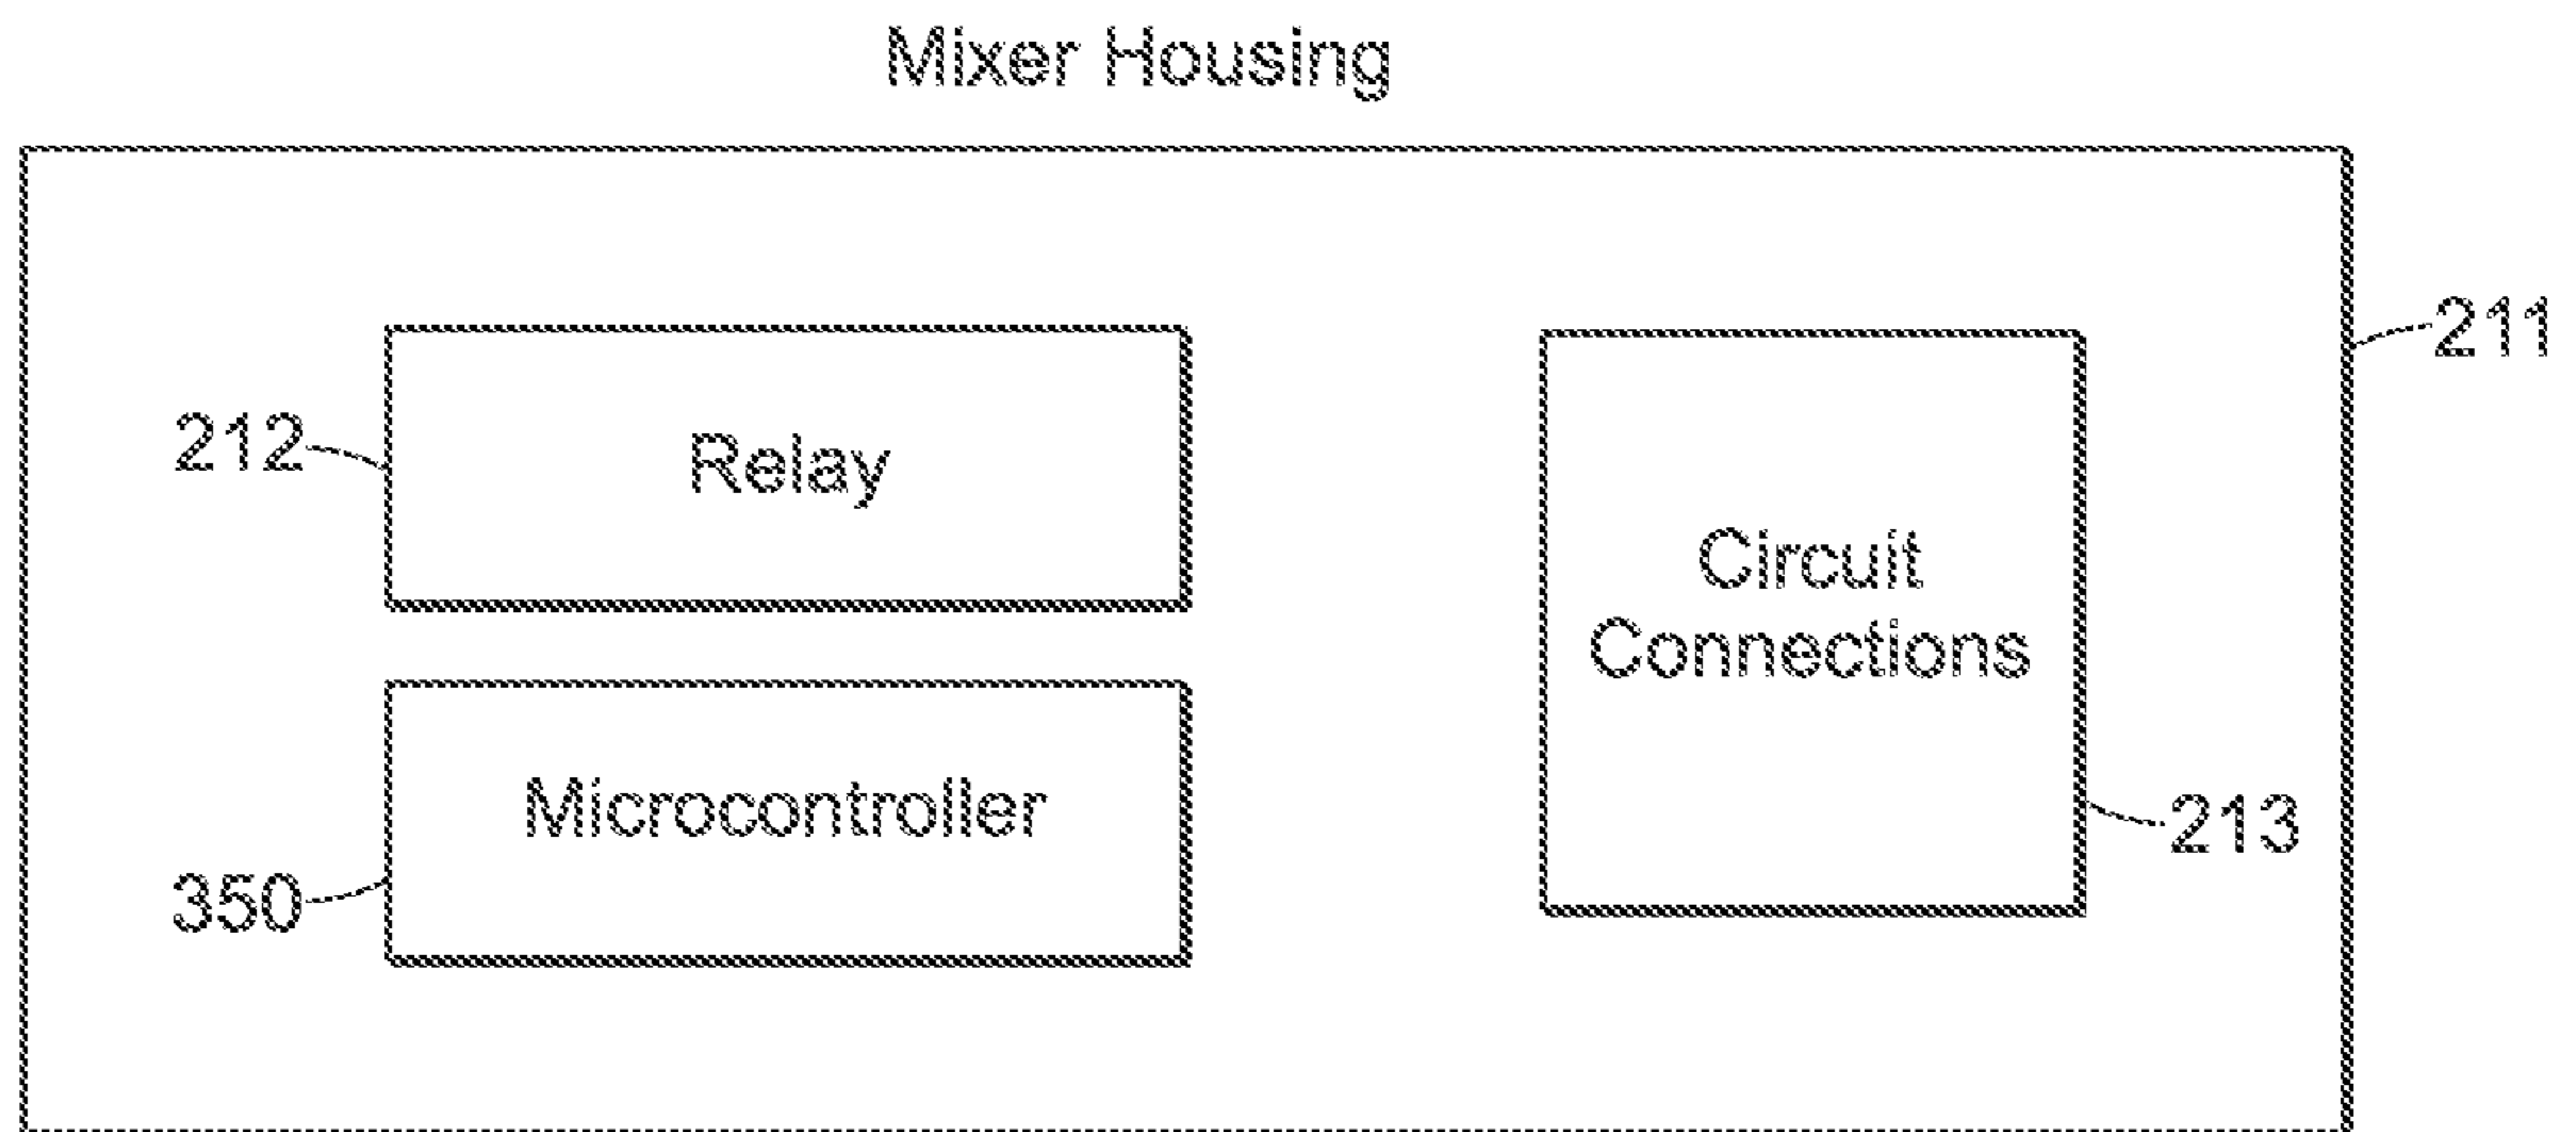 Mixer Housing
211
212
Relay
Circuit
Connections
Microcontroller
213
350